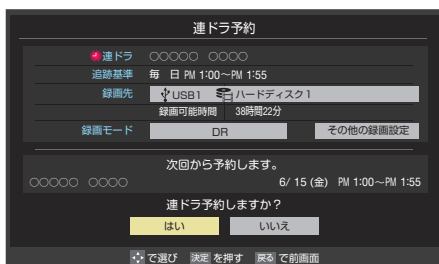 連ドラ予約
連ドラ ○○○○○ ○○○○
追跡基準 毎 日 PM 1:00~PM 1:55
録画先 USB1 ハードディスク1
録画可能時間 38時間22分
録画モード DR その他の録画設定
次回から予約します。
○○○○○ ○○○○ 6/ 15 (金) PM 1:00~PM 1:55
連ドラ予約しますか?
はい いいえ
で選び 決定 を押す 戻る で前画面